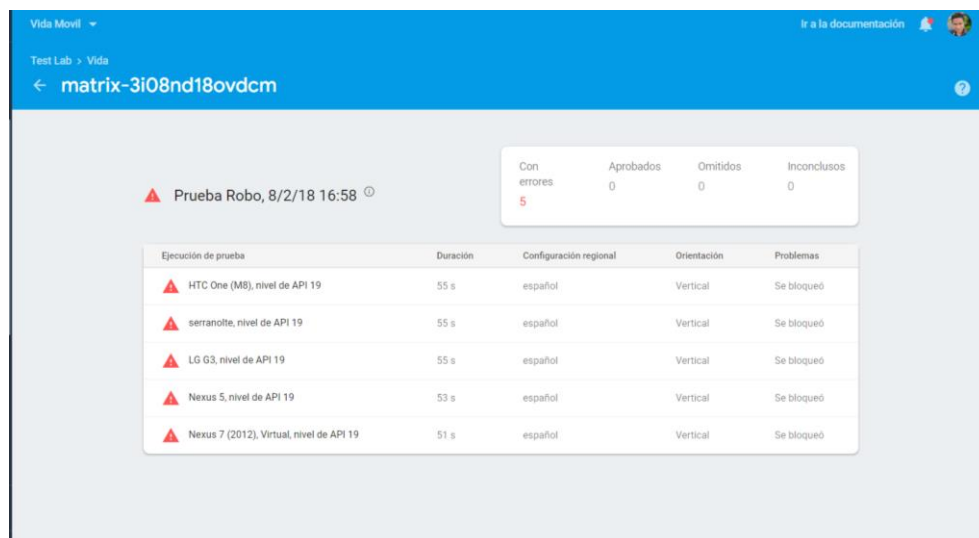 Vida Movil
Ir a la documentación
Test Lab > Vida
matrix-3i08nd18ovdcm
Con errores
Aprobados
Omitidos
Inconclusos
5
0
0
0
Prueba Robo, 8/2/18 16:58
Ejecución de prueba Duración Configuración regional Orientación Problemas
HTC One (M8), nivel de API 19 55 s español Vertical Se bloqueó
serranolte, nivel de API 19 55 s español Vertical Se bloqueó
LG G3, nivel de API 19 55 s español Vertical Se bloqueó
Nexus 5, nivel de API 19 53 s español Vertical Se bloqueó
Nexus 7 (2012), Virtual, nivel de API 19 51 s español Vertical Se bloqueó